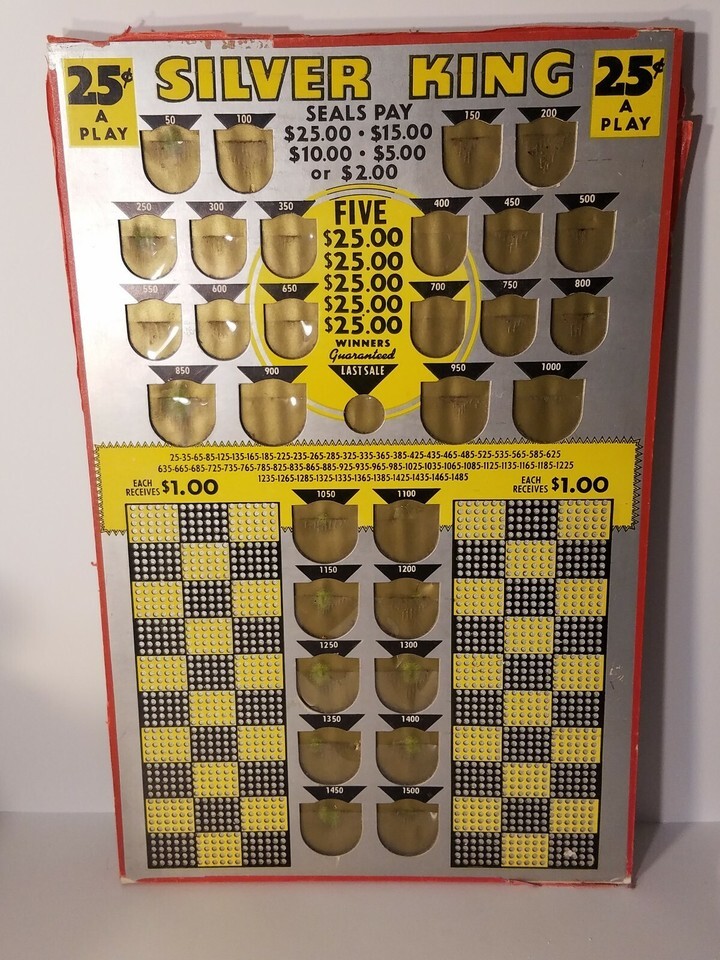 25¢
A
PLAY
SILVER KING
25¢
A
PLAY
SEALS PAY
$25.00 • $15.00
$10.00 • $5.00
or $2.00
50 100 150 200
250 300 350 400 450 500
FIVE
$25.00
$25.00
$25.00
$25.00
$25.00
WINNERS
Guaranteed
LAST SALE
550 600 650 700 750 800
850 900 950 1000
25-35-65-85-125-135-165-185-225-235-265-285-325-335-365-385-425-435-465-485-525-535-565-585-625
635-665-685-725-735-765-785-825-835-865-885-925-935-965-985-1025-1035-1065-1085-1125-1135-1165-1185-1225
1235-1265-1285-1325-1335-1365-1385-1425-1435-1465-1485
EACH
RECEIVES $1.00
EACH
RECEIVES $1.00
1050 1100
1150 1200
1250 1300
1350 1400
1450 1500